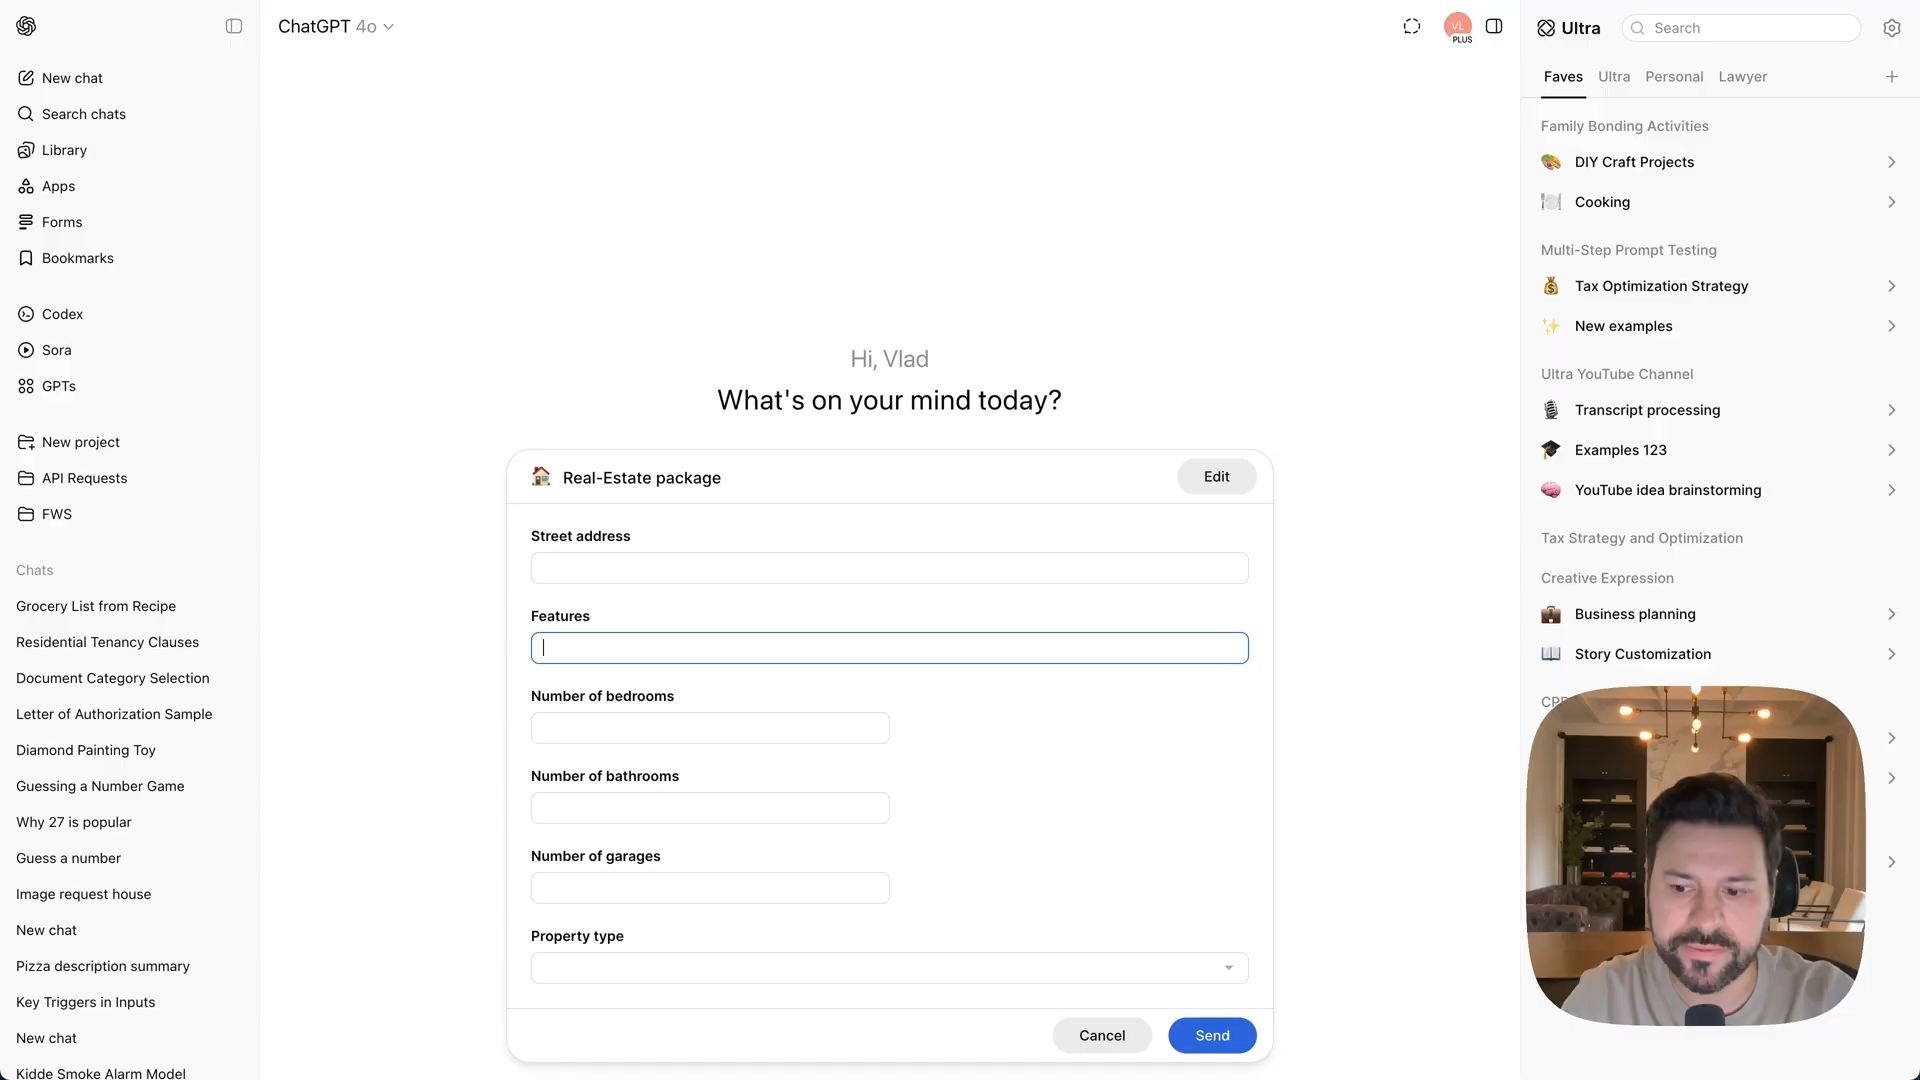 ChatGPT 4o
VL
PLUS
New chat
Search chats
Library
Apps
Forms
Bookmarks
Codex
Sora
GPTs
New project
API Requests
FWS
Chats
Grocery List from Recipe
Residential Tenancy Clauses
Document Category Selection
Letter of Authorization Sample
Diamond Painting Toy
Guessing a Number Game
Why 27 is popular
Guess a number
Image request house
New chat
Pizza description summary
Key Triggers in Inputs
New chat
Kidde Smoke Alarm Model
Hi, Vlad
What's on your mind today?
Real-Estate package
Edit
Street address
Features
Number of bedrooms
Number of bathrooms
Number of garages
Property type
Cancel
Send
Ultra
Search
Faves
Ultra
Personal
Lawyer
Family Bonding Activities
DIY Craft Projects
Cooking
Multi-Step Prompt Testing
Tax Optimization Strategy
New examples
Ultra YouTube Channel
Transcript processing
Examples 123
YouTube idea brainstorming
Tax Strategy and Optimization
Creative Expression
Business planning
Story Customization